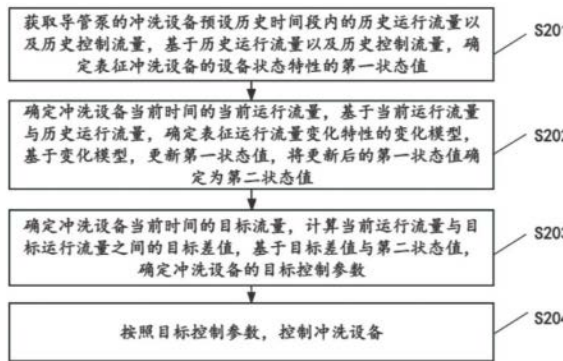 获取导管泵的冲洗设备预设历史时间段内的历史运行流量以
及历史控制流量，基于历史运行流量以及历史控制流量，确
定表征冲洗设备的设备状态特性的第一状态值
S201
确定冲洗设备当前时间的当前运行流量，基于当前运行流量
与历史运行流量，确定表征运行流量变化特性的变化模型，
基于变化模型，更新第一状态值，将更新后的第一状态值确
定为第二状态值
S202
确定冲洗设备当前时间的目标流量，计算当前运行流量与目
标运行流量之间的目标差值，基于目标差值与第二状态值，
确定冲洗设备的目标控制参数
S203
按照目标控制参数，控制冲洗设备
S204